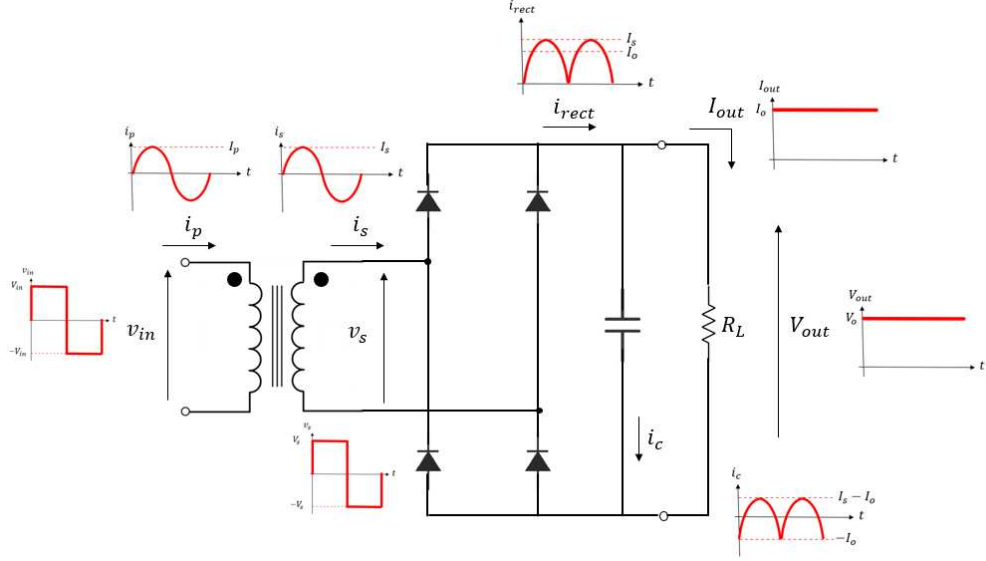 i_rect
I_s
I_o
t
i_rect
I_out
I_out
I_o
t
i_p
I_p
t
i_s
I_s
t
i_p
i_s
v_in
V_in
t
−V_in
v_in
v_s
R_L
V_out
V_out
V_o
t
v_s
V_s
t
−V_s
i_c
i_c
I_s − I_o
t
−I_o